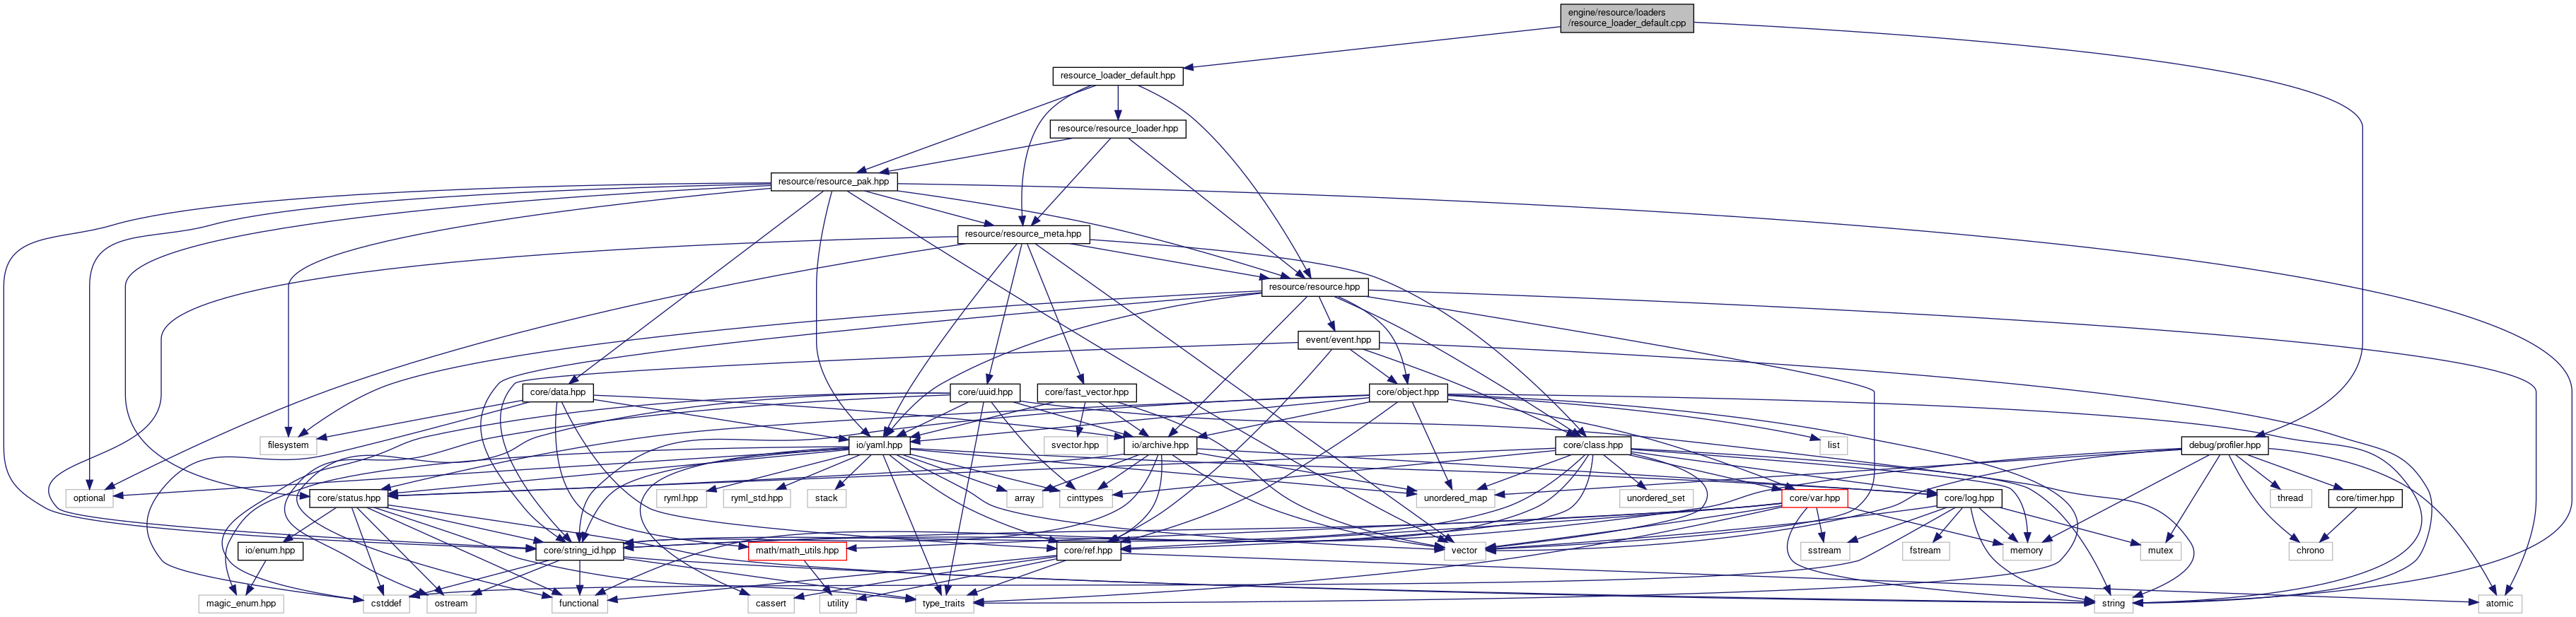 engine/resource/loaders
/resource_loader_default.cpp
resource_loader_default.hpp
resource/resource_loader.hpp
resource/resource_pak.hpp
resource/resource_meta.hpp
resource/resource.hpp
event/event.hpp
core/data.hpp
core/uuid.hpp
core/fast_vector.hpp
core/object.hpp
filesystem
io/yaml.hpp
svector.hpp
io/archive.hpp
core/class.hpp
list
debug/profiler.hpp
optional
core/status.hpp
ryml.hpp
ryml_std.hpp
stack
array
cinttypes
unordered_map
unordered_set
core/var.hpp
core/log.hpp
thread
core/timer.hpp
io/enum.hpp
core/string_id.hpp
math/math_utils.hpp
core/ref.hpp
vector
sstream
fstream
memory
mutex
chrono
magic_enum.hpp
cstddef
ostream
functional
cassert
utility
type_traits
string
atomic